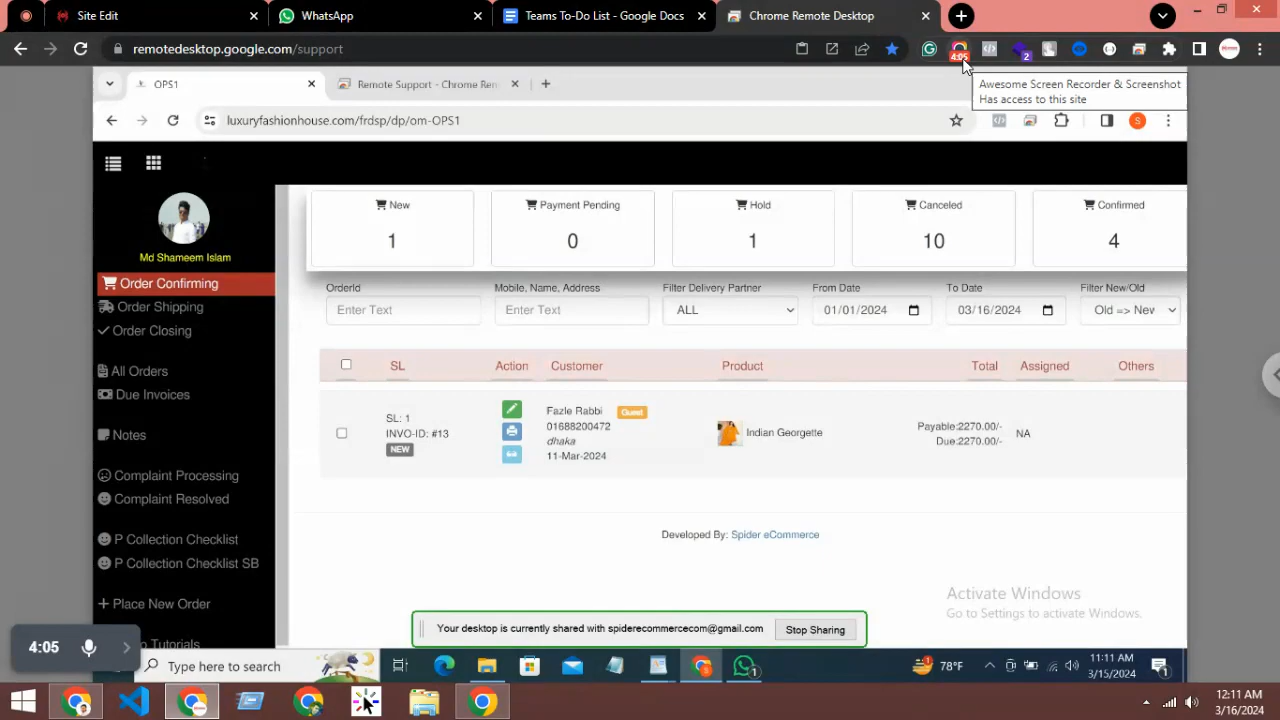 Site Edit
WhatsApp
Teams To-Do List - Google Docs
Chrome Remote Desktop
remotedesktop.google.com/support
4:05
2
Awesome Screen Recorder & Screenshot
Has access to this site
OPS1
Remote Support - Chrome Rem
luxuryfashionhouse.com/frdsp/dp/om-OPS1
S
Md Shameem Islam
Order Confirming
Order Shipping
Order Closing
All Orders
Due Invoices
Notes
Complaint Processing
Complaint Resolved
P Collection Checklist
P Collection Checklist SB
Place New Order
Tutorials
New
1
Payment Pending
0
Hold
1
Canceled
10
Confirmed
4
OrderId
Enter Text
Mobile, Name, Address
Enter Text
Filter Delivery Partner
ALL
From Date
01/01/2024
To Date
03/16/2024
Filter New/Old
Old => New
SL Action Customer Product Total Assigned Others
SL: 1
INVO-ID: #13
NEW
Fazle Rabbi Guest
01688200472
dhaka
11-Mar-2024
Indian Georgette
Payable:2270.00/-
Due:2270.00/-
NA
Developed By: Spider eCommerce
Activate Windows
Go to Settings to activate Windows.
Your desktop is currently shared with spiderecommercecom@gmail.com
Stop Sharing
4:05
Type here to search
1
78°F
11:11 AM
3/15/2024
1
12:11 AM
3/16/2024